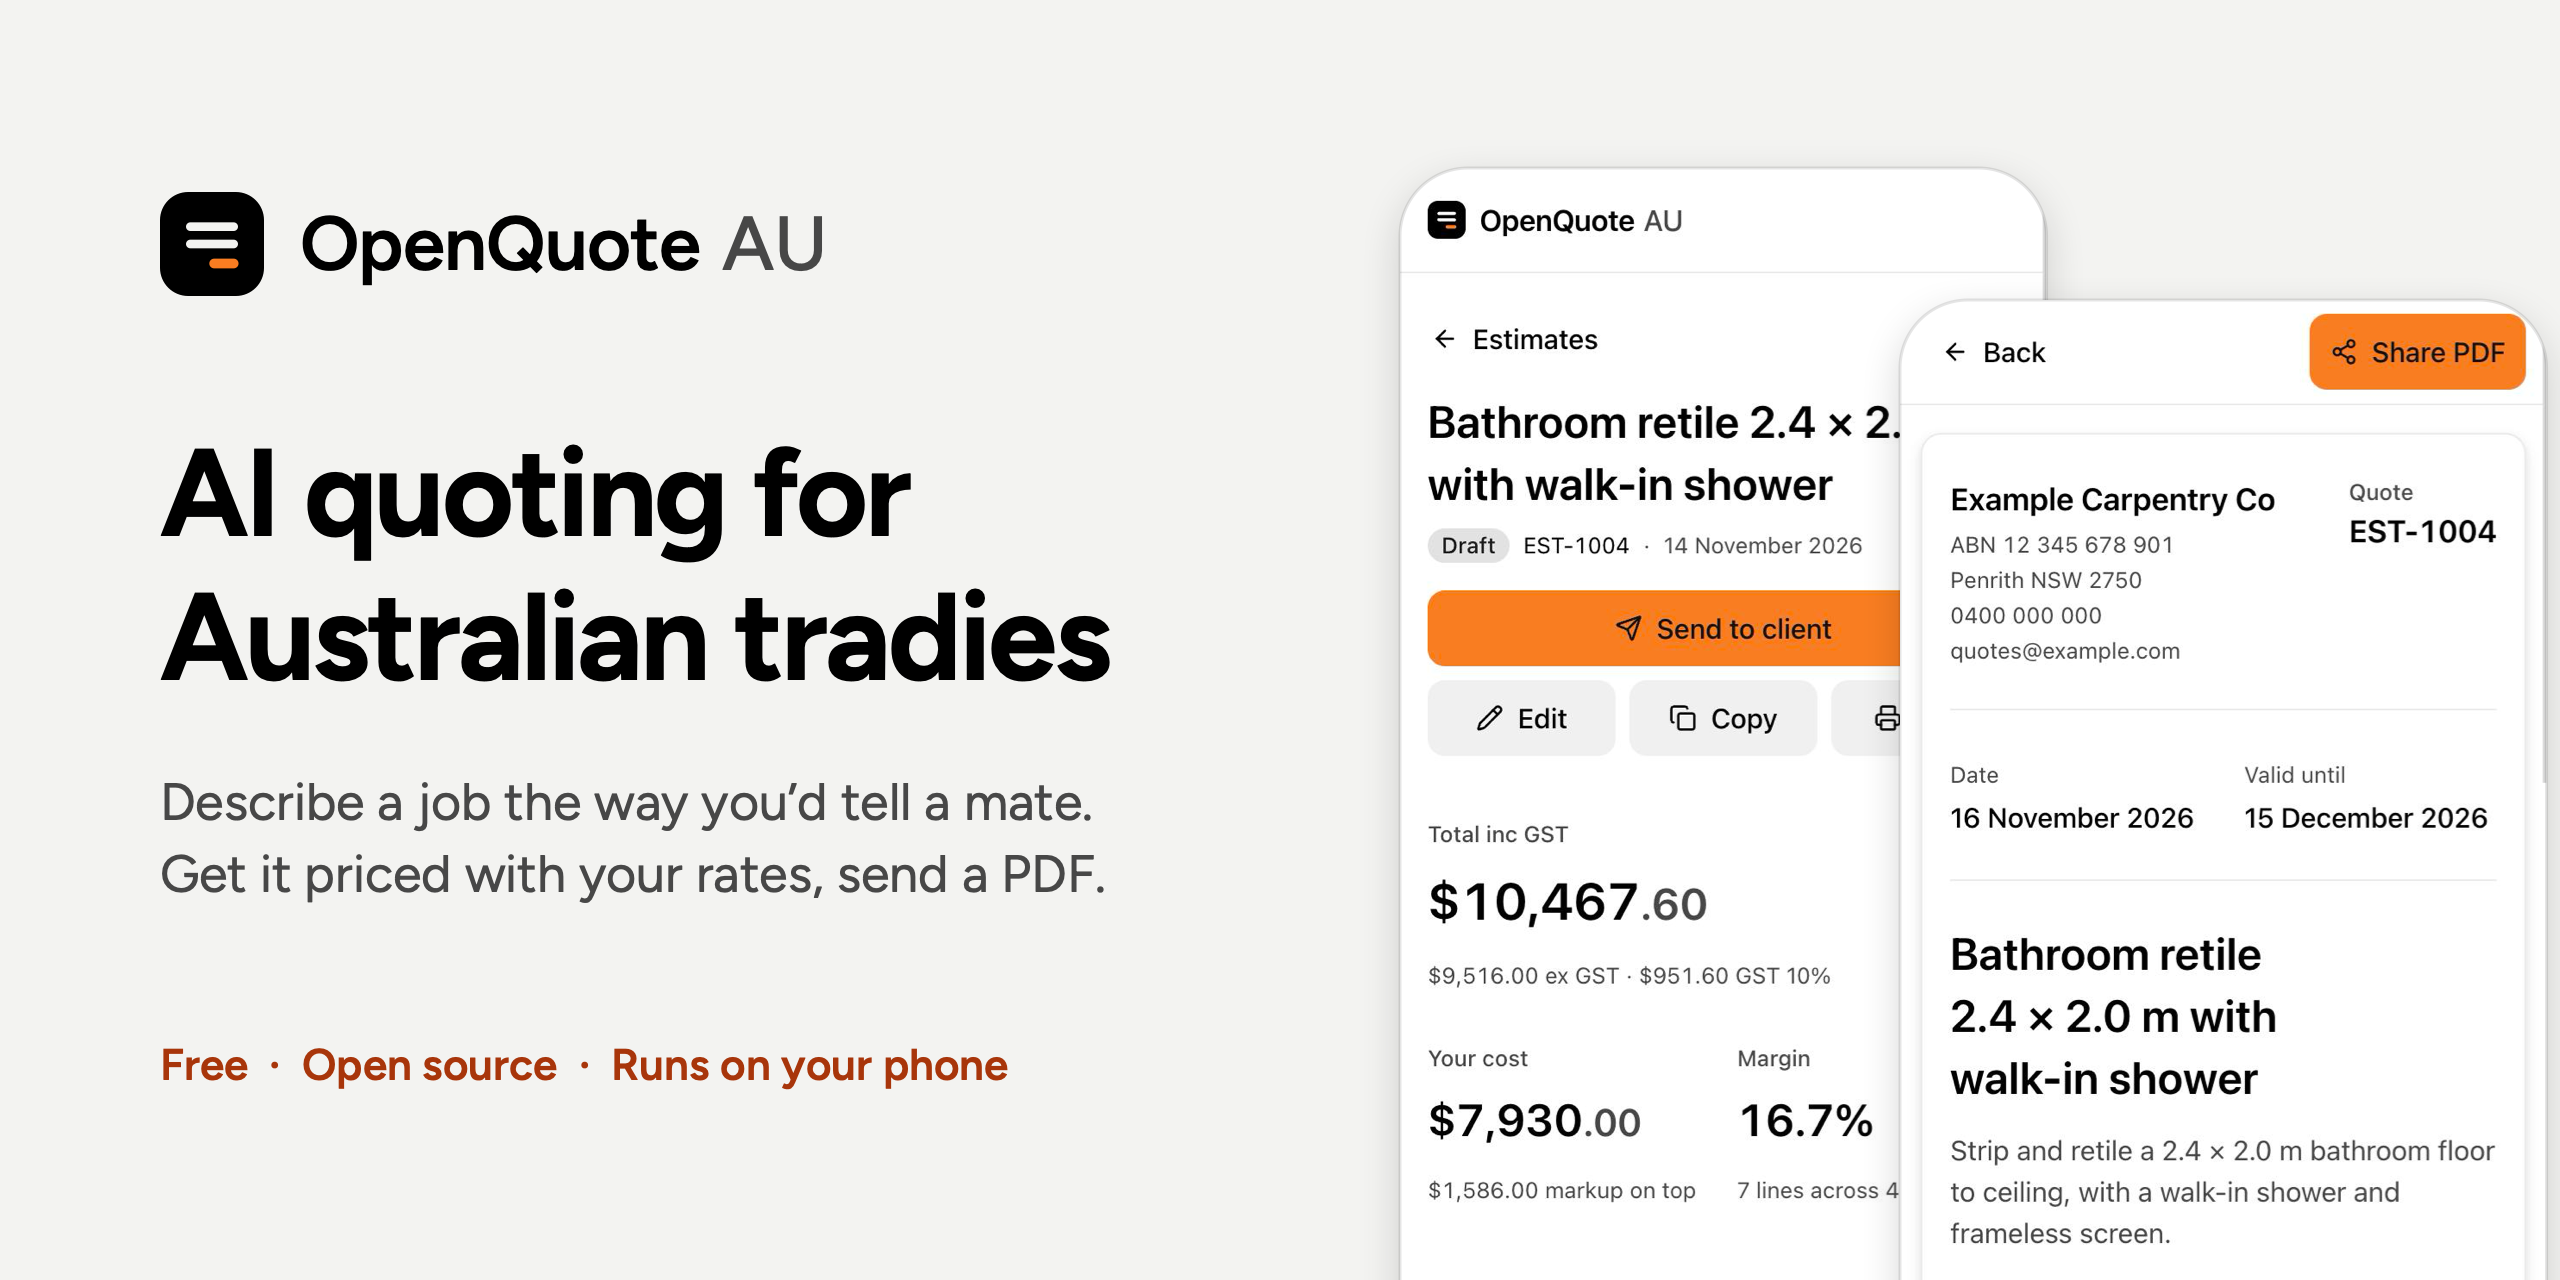 OpenQuote AU
AI quoting for
Australian tradies
Describe a job the way you’d tell a mate.
Get it priced with your rates, send a PDF.
Free · Open source · Runs on your phone
OpenQuote AU
← Estimates
Bathroom retile 2.4 × 2.
with walk-in shower
Draft EST-1004 · 14 November 2026
Send to client
Edit Copy
Total inc GST
$10,467.60
$9,516.00 ex GST · $951.60 GST 10%
Your cost Margin
$7,930.00 16.7%
$1,586.00 markup on top 7 lines across 4
← Back Share PDF
Example Carpentry Co Quote
EST-1004
ABN 12 345 678 901
Penrith NSW 2750
0400 000 000
quotes@example.com
Date Valid until
16 November 2026 15 December 2026
Bathroom retile
2.4 × 2.0 m with
walk-in shower
Strip and retile a 2.4 × 2.0 m bathroom floor
to ceiling, with a walk-in shower and
frameless screen.